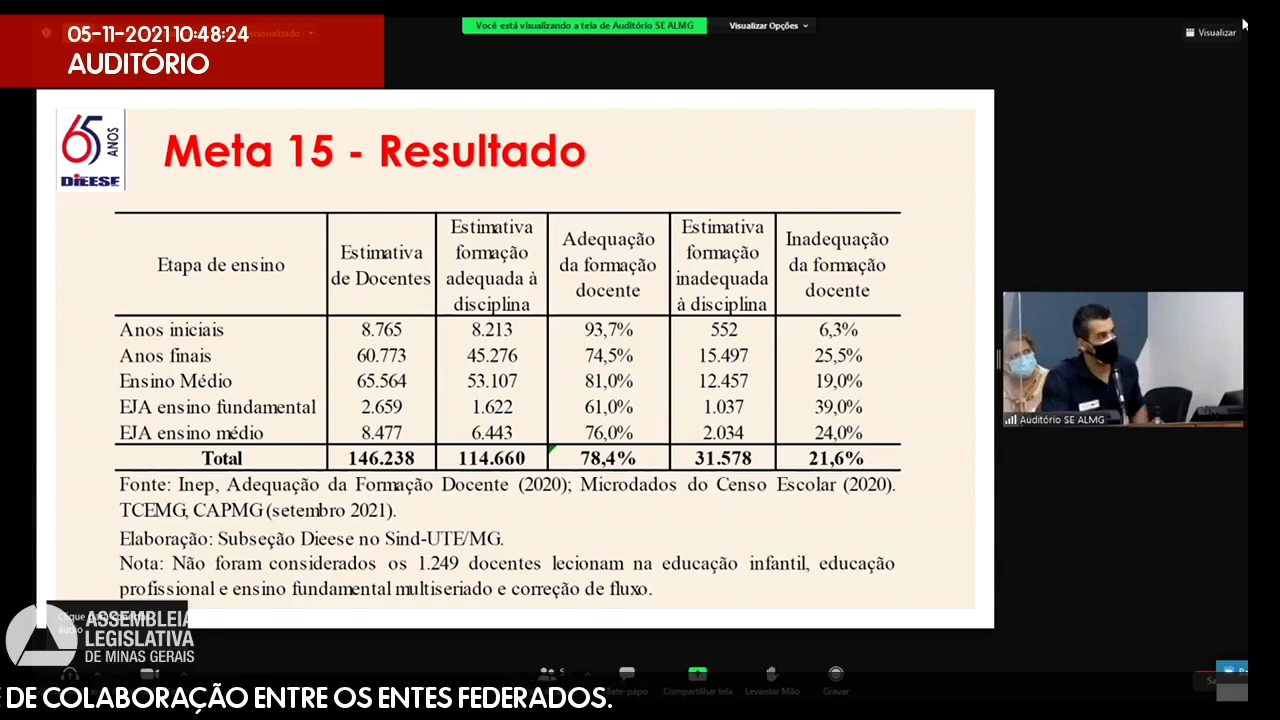 05-11-2021 10:48:24
AUDITÓRIO
Você está visualizando a tela de Auditório SE ALMG
Visualizar Opções
Visualizar
65 ANOS
DIEESE
Meta 15 - Resultado
Etapa de ensino | Estimativa de Docentes | Estimativa formação adequada à disciplina | Adequação da formação docente | Estimativa formação inadequada à disciplina | Inadequação da formação docente
Anos iniciais 8.765 8.213 93,7% 552 6,3%
Anos finais 60.773 45.276 74,5% 15.497 25,5%
Ensino Médio 65.564 53.107 81,0% 12.457 19,0%
EJA ensino fundamental 2.659 1.622 61,0% 1.037 39,0%
EJA ensino médio 8.477 6.443 76,0% 2.034 24,0%
Total 146.238 114.660 78,4% 31.578 21,6%
Fonte: Inep, Adequação da Formação Docente (2020); Microdados do Censo Escolar (2020).
TCEMG, CAPMG (setembro 2021).
Elaboração: Subseção Dieese no Sind-UTE/MG.
Nota: Não foram considerados os 1.249 docentes lecionam na educação infantil, educação
profissional e ensino fundamental multiseriado e correção de fluxo.
Auditório SE ALMG
ASSEMBLEIA
LEGISLATIVA
DE MINAS GERAIS
5
Bate-papo
Compartilhar tela
Levantar Mão
Gravar
DE COLABORAÇÃO ENTRE OS ENTES FEDERADOS.